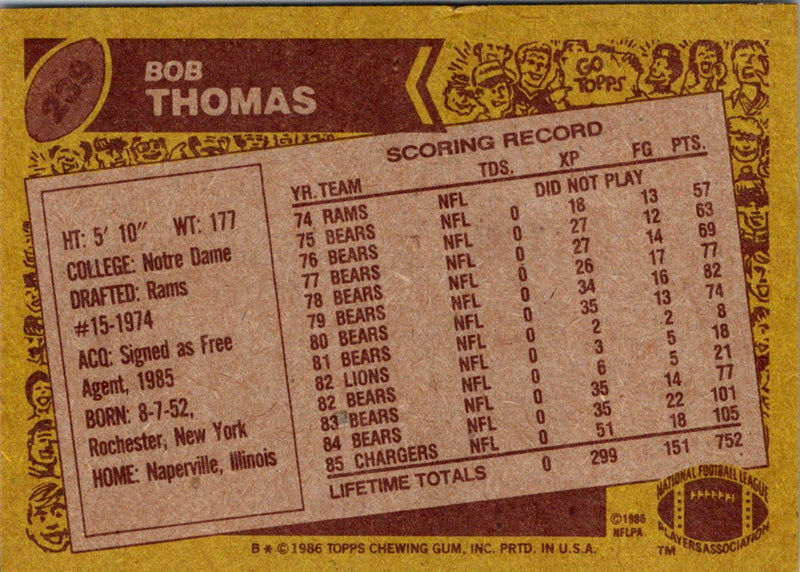 239
BOB
THOMAS
GO
TOPPS
HT: 5' 10" WT: 177
COLLEGE: Notre Dame
DRAFTED: Rams
#15-1974
ACQ: Signed as Free
Agent, 1985
BORN: 8-7-52,
Rochester, New York
HOME: Naperville, Illinois
SCORING RECORD
YR. TEAM TDS. XP FG PTS.
74 RAMS NFL DID NOT PLAY
75 BEARS NFL 0 18 13 57
76 BEARS NFL 0 27 12 63
77 BEARS NFL 0 27 14 69
78 BEARS NFL 0 26 17 77
79 BEARS NFL 0 34 16 82
80 BEARS NFL 0 35 13 74
81 BEARS NFL 0 2 2 8
82 LIONS NFL 0 3 5 18
82 BEARS NFL 0 6 5 21
83 BEARS NFL 0 35 14 77
84 BEARS NFL 0 35 22 101
85 CHARGERS NFL 0 51 18 105
LIFETIME TOTALS 0 299 151 752
©1986
NFLPA
NATIONAL FOOTBALL LEAGUE
PLAYERS ASSOCIATION
TM
B * © 1986 TOPPS CHEWING GUM, INC. PRTD. IN U.S.A.